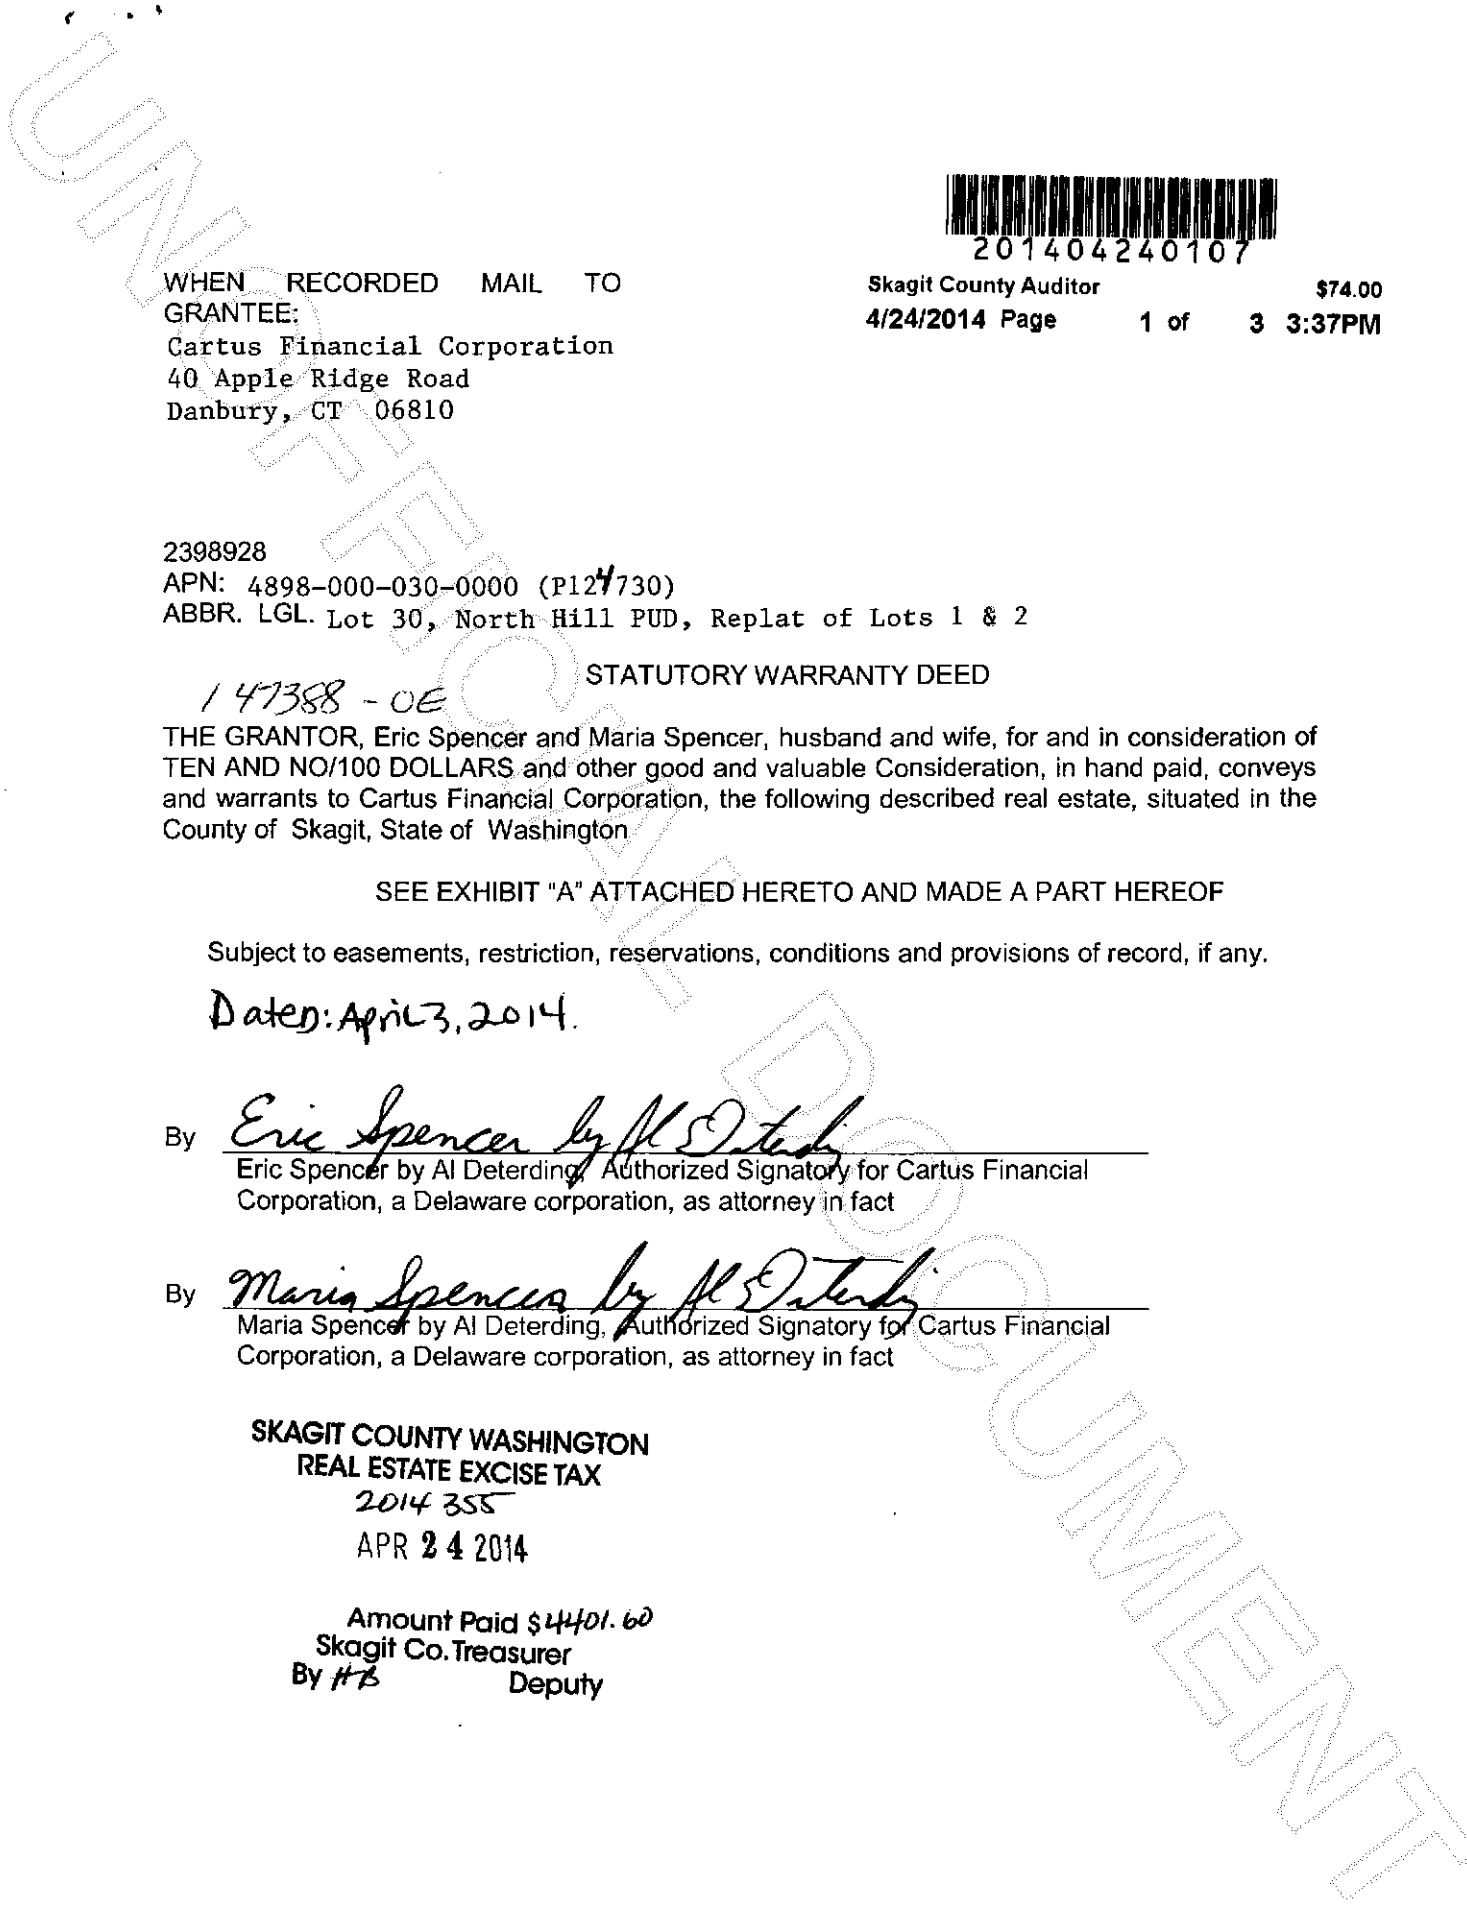 201404240107
Skagit County Auditor $74.00
4/24/2014 Page 1 of 3 3:37PM
WHEN RECORDED MAIL TO
GRANTEE:
Cartus Financial Corporation
40 Apple Ridge Road
Danbury, CT 06810
2398928
APN: 4898-000-030-0000 (P124730)
ABBR. LGL. Lot 30, North Hill PUD, Replat of Lots 1 & 2
STATUTORY WARRANTY DEED
147388-OE
THE GRANTOR, Eric Spencer and Maria Spencer, husband and wife, for and in consideration of
TEN AND NO/100 DOLLARS and other good and valuable Consideration, in hand paid, conveys
and warrants to Cartus Financial Corporation, the following described real estate, situated in the
County of Skagit, State of Washington
SEE EXHIBIT "A" ATTACHED HERETO AND MADE A PART HEREOF
Subject to easements, restriction, reservations, conditions and provisions of record, if any.
Dated: April 3, 2014.
By Eric Spencer by Al Deterding
Eric Spencer by Al Deterding, Authorized Signatory for Cartus Financial
Corporation, a Delaware corporation, as attorney in fact
By Maria Spencer by Al Deterding
Maria Spencer by Al Deterding, Authorized Signatory for Cartus Financial
Corporation, a Delaware corporation, as attorney in fact
SKAGIT COUNTY WASHINGTON
REAL ESTATE EXCISE TAX
2014 355
APR 24 2014
Amount Paid $4401.60
Skagit Co. Treasurer
By HB Deputy
UNOFFICIAL DOCUMENT